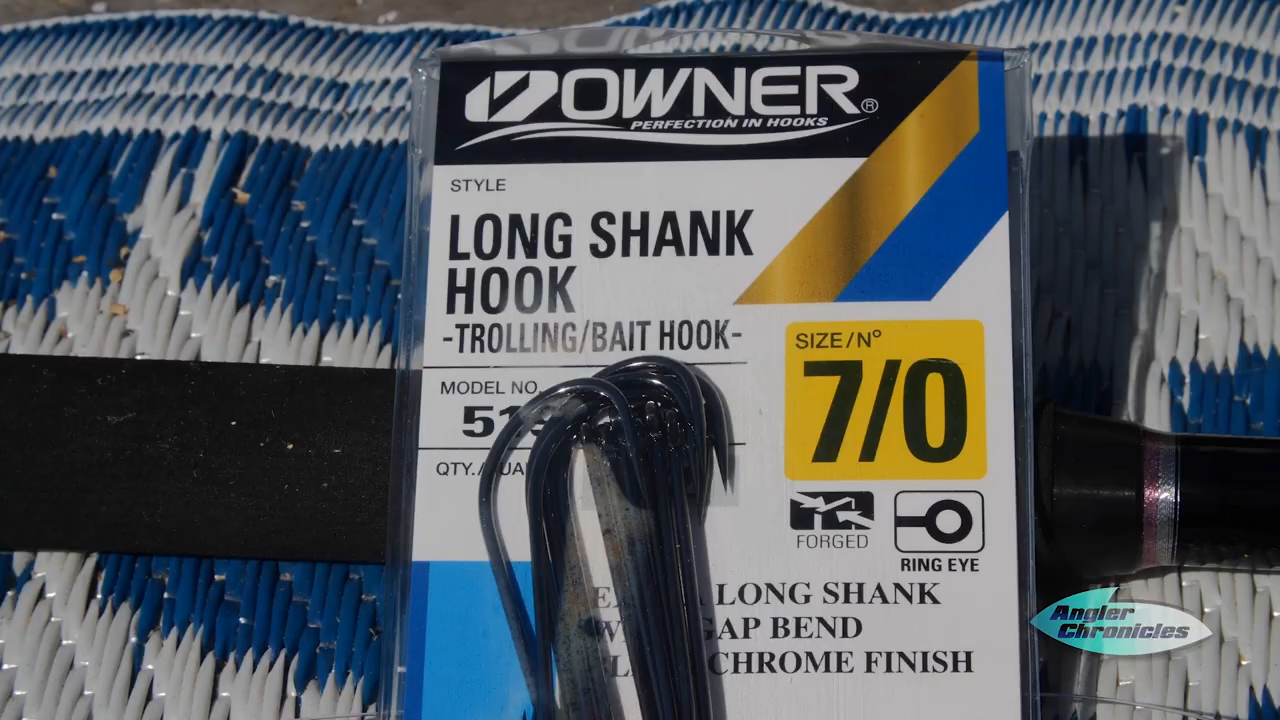 OWNER®
PERFECTION IN HOOKS
STYLE
LONG SHANK
HOOK
-TROLLING/BAIT HOOK-
MODEL NO.
SIZE/Nº
7/0
QTY./
FORGED
RING EYE
LONG SHANK
GAP BEND
CHROME FINISH
Angler
Chronicles